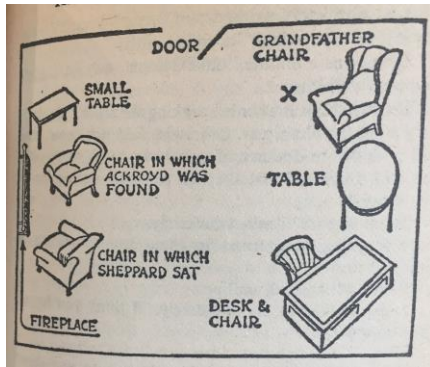 DOOR
GRANDFATHER
CHAIR
SMALL
TABLE
X
CHAIR IN WHICH
ACKROYD WAS
FOUND
TABLE
CHAIR IN WHICH
SHEPPARD SAT
DESK &
CHAIR
FIREPLACE